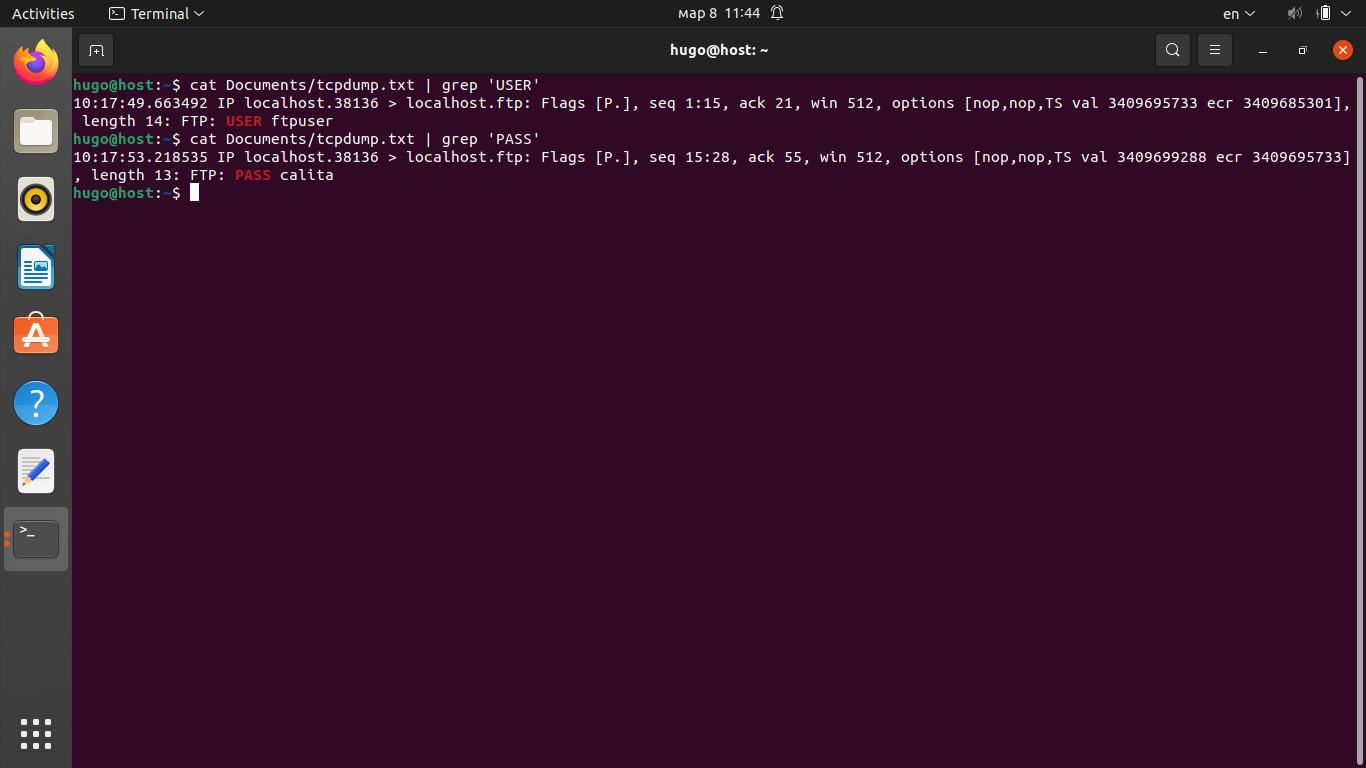 Activities Terminal мар 8 11:44 en
hugo@host: ~
hugo@host:~$ cat Documents/tcpdump.txt | grep 'USER'
10:17:49.663492 IP localhost.38136 > localhost.ftp: Flags [P.], seq 1:15, ack 21, win 512, options [nop,nop,TS val 3409695733 ecr 3409685301],
length 14: FTP: USER ftpuser
hugo@host:~$ cat Documents/tcpdump.txt | grep 'PASS'
10:17:53.218535 IP localhost.38136 > localhost.ftp: Flags [P.], seq 15:28, ack 55, win 512, options [nop,nop,TS val 3409699288 ecr 3409695733]
, length 13: FTP: PASS calita
hugo@host:~$